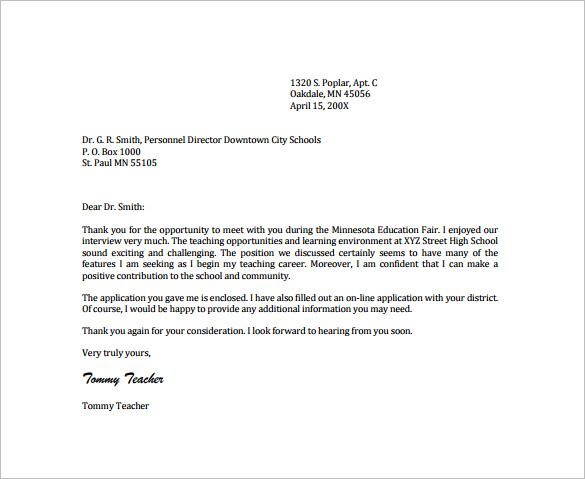 1320 S. Poplar, Apt. C
Oakdale, MN 45056
April 15, 200X
Dr. G. R. Smith, Personnel Director Downtown City Schools
P. O. Box 1000
St. Paul MN 55105
Dear Dr. Smith:
Thank you for the opportunity to meet with you during the Minnesota Education Fair. I enjoyed our
interview very much. The teaching opportunities and learning environment at XYZ Street High School
sound exciting and challenging. The position we discussed certainly seems to have many of the
features I am seeking as I begin my teaching career. Moreover, I am confident that I can make a
positive contribution to the school and community.
The application you gave me is enclosed. I have also filled out an on-line application with your district.
Of course, I would be happy to provide any additional information you may need.
Thank you again for your consideration. I look forward to hearing from you soon.
Very truly yours,
Tommy Teacher
Tommy Teacher